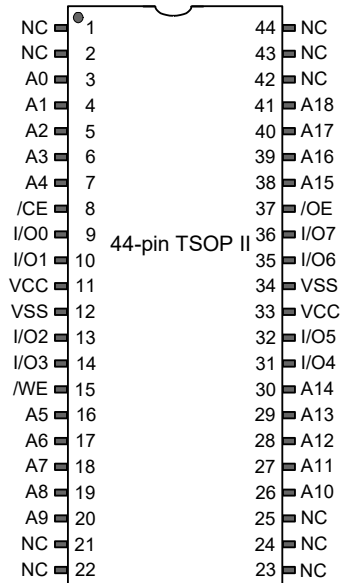 NC 1 44 NC
NC 2 43 NC
A0 3 42 NC
A1 4 41 A18
A2 5 40 A17
A3 6 39 A16
A4 7 38 A15
/CE 8 37 /OE
I/O0 9 44-pin TSOP II 36 I/O7
I/O1 10 35 I/O6
VCC 11 34 VSS
VSS 12 33 VCC
I/O2 13 32 I/O5
I/O3 14 31 I/O4
/WE 15 30 A14
A5 16 29 A13
A6 17 28 A12
A7 18 27 A11
A8 19 26 A10
A9 20 25 NC
NC 21 24 NC
NC 22 23 NC